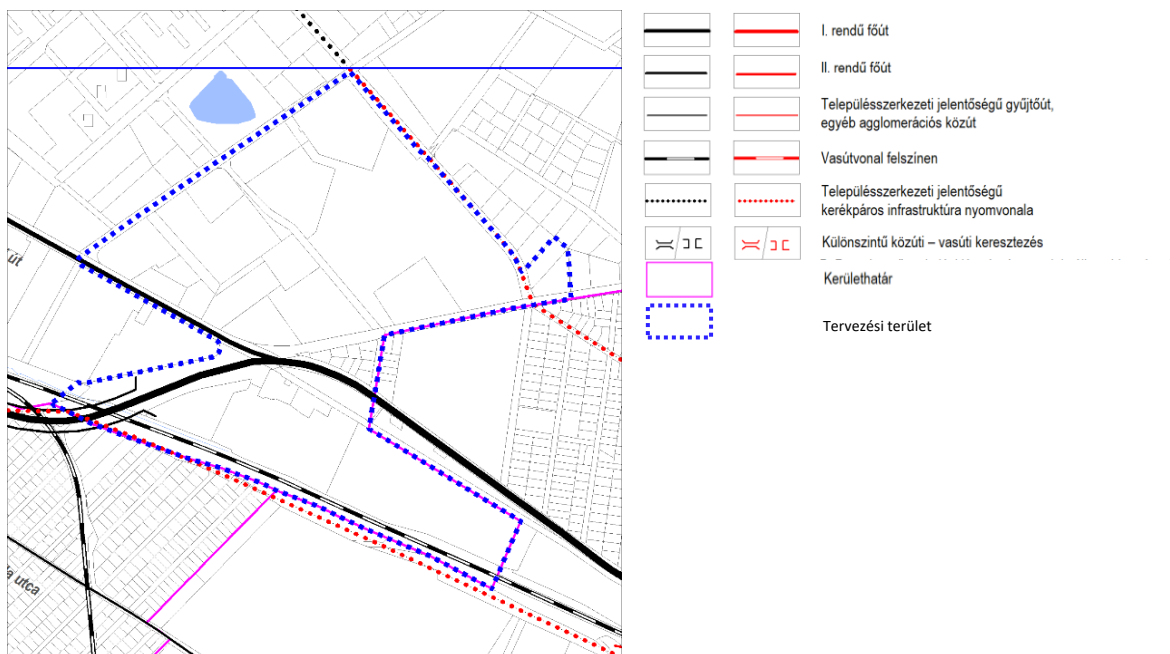 út
la utca
I. rendű főút
II. rendű főút
Településszerkezeti jelentőségű gyűjtőút,
egyéb agglomerációs közút
Vasútvonal felszínen
Településszerkezeti jelentőségű
kerékpáros infrastruktúra nyomvonala
Különszintű közúti – vasúti keresztezés
Kerülethatár
Tervezési terület